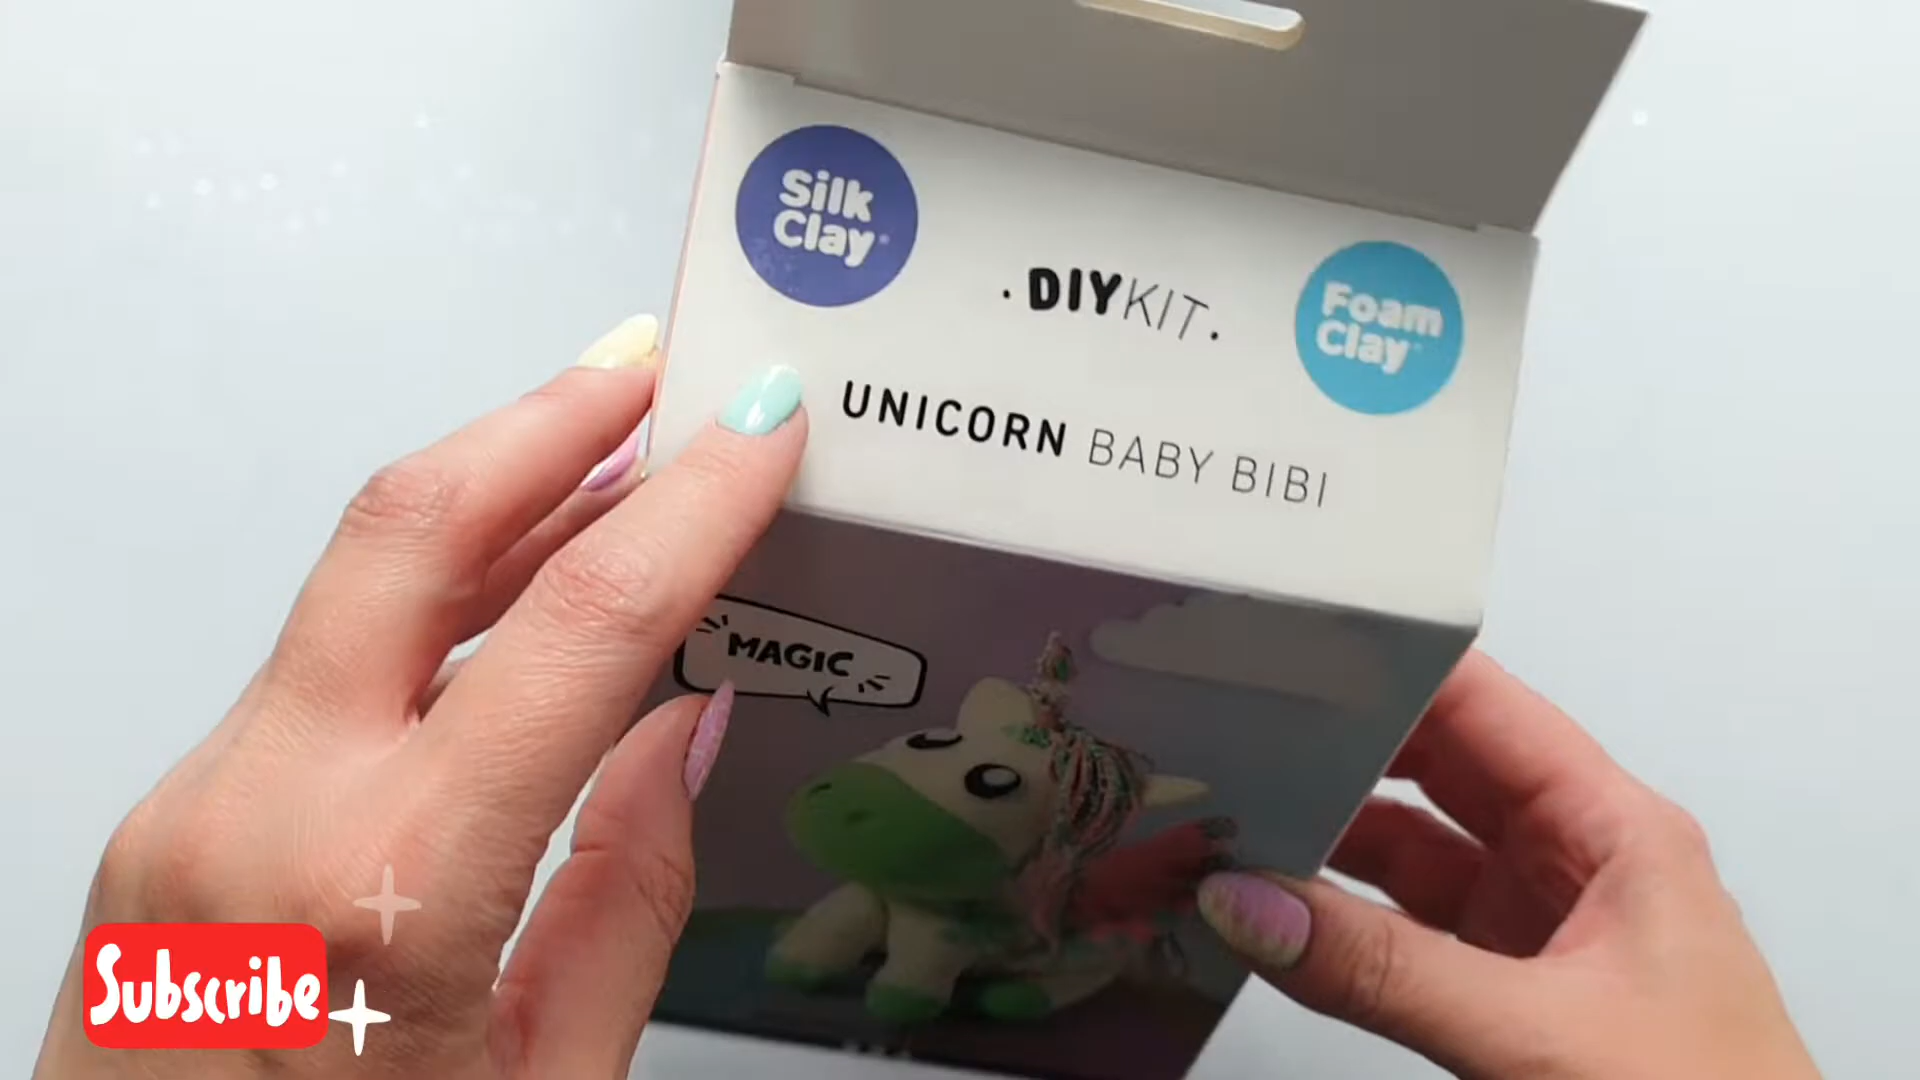 Silk
Clay®
. DIYKIT.
Foam
Clay®
UNICORN BABY BIBI
MAGIC
Subscribe